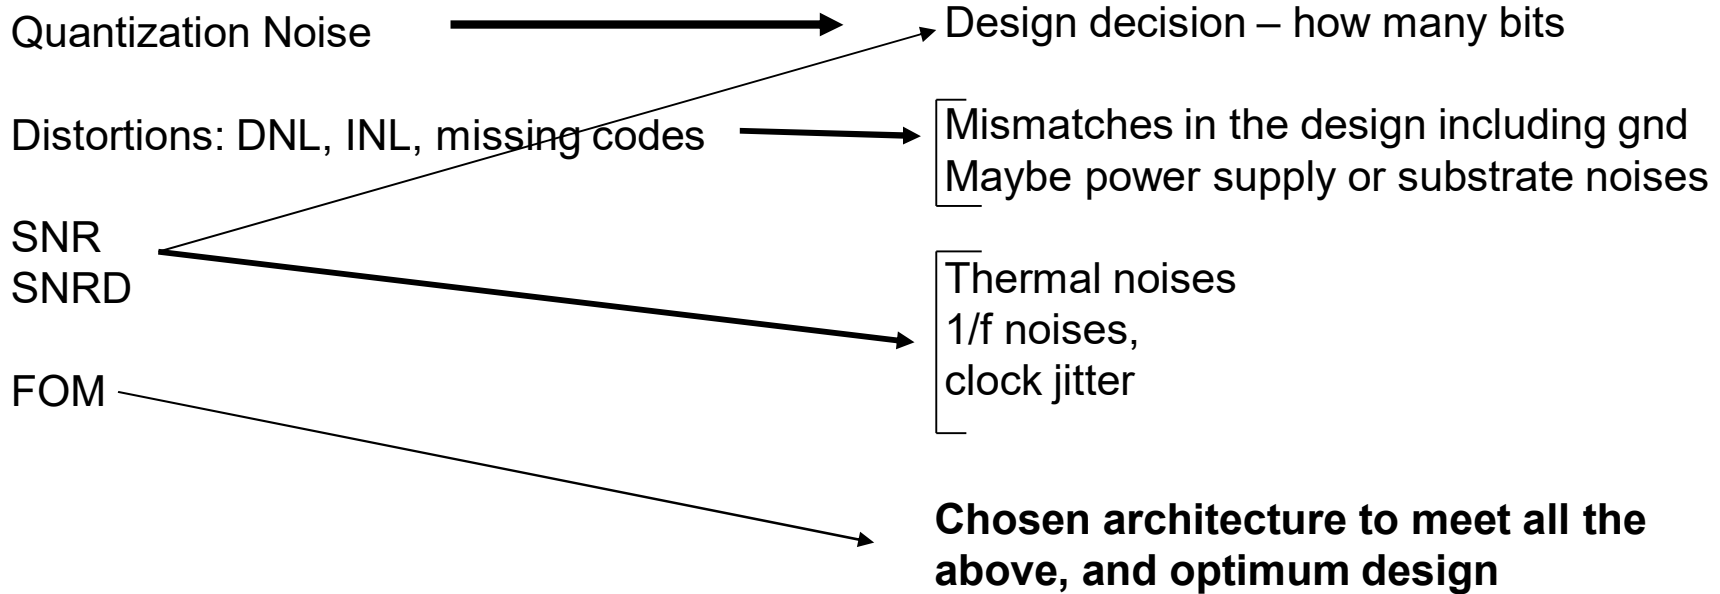 Quantization Noise
Design decision – how many bits
Distortions: DNL, INL, missing codes
Mismatches in the design including gnd
Maybe power supply or substrate noises
SNR
SNRD
Thermal noises
1/f noises,
clock jitter
FOM
Chosen architecture to meet all the
above, and optimum design